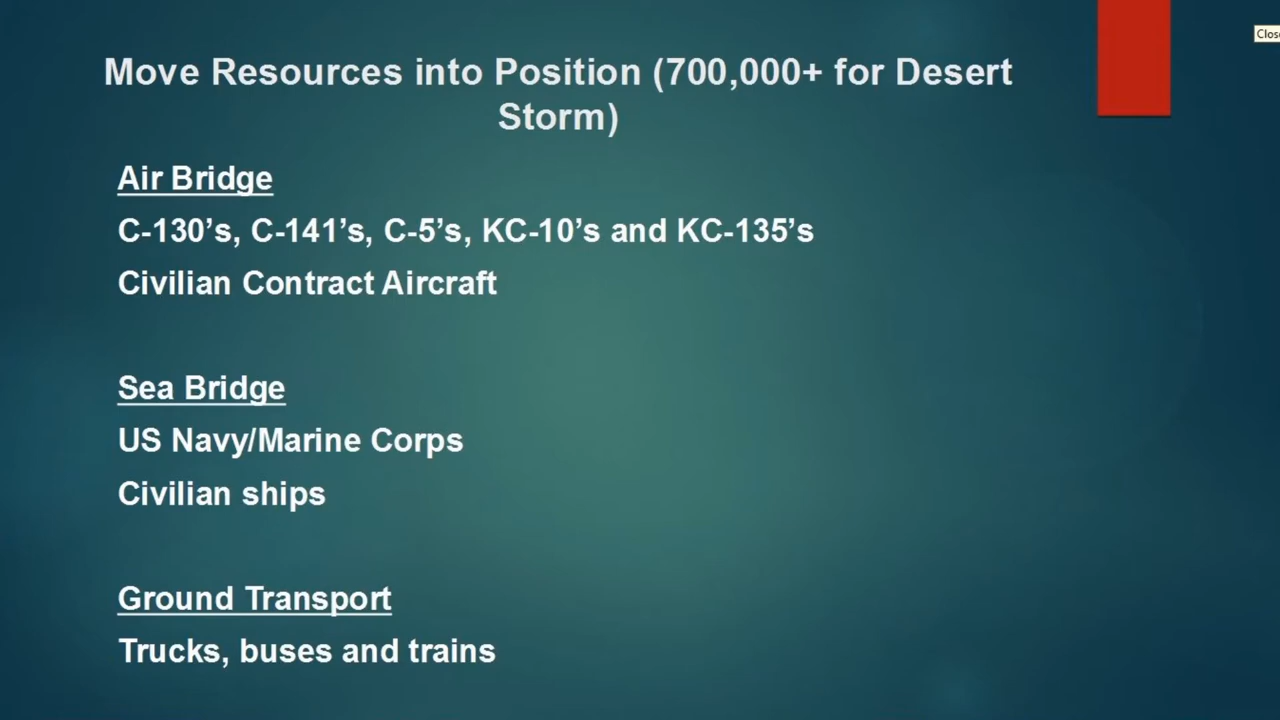 Move Resources into Position (700,000+ for Desert
Storm)
Air Bridge
C-130’s, C-141’s, C-5’s, KC-10’s and KC-135’s
Civilian Contract Aircraft
Sea Bridge
US Navy/Marine Corps
Civilian ships
Ground Transport
Trucks, buses and trains